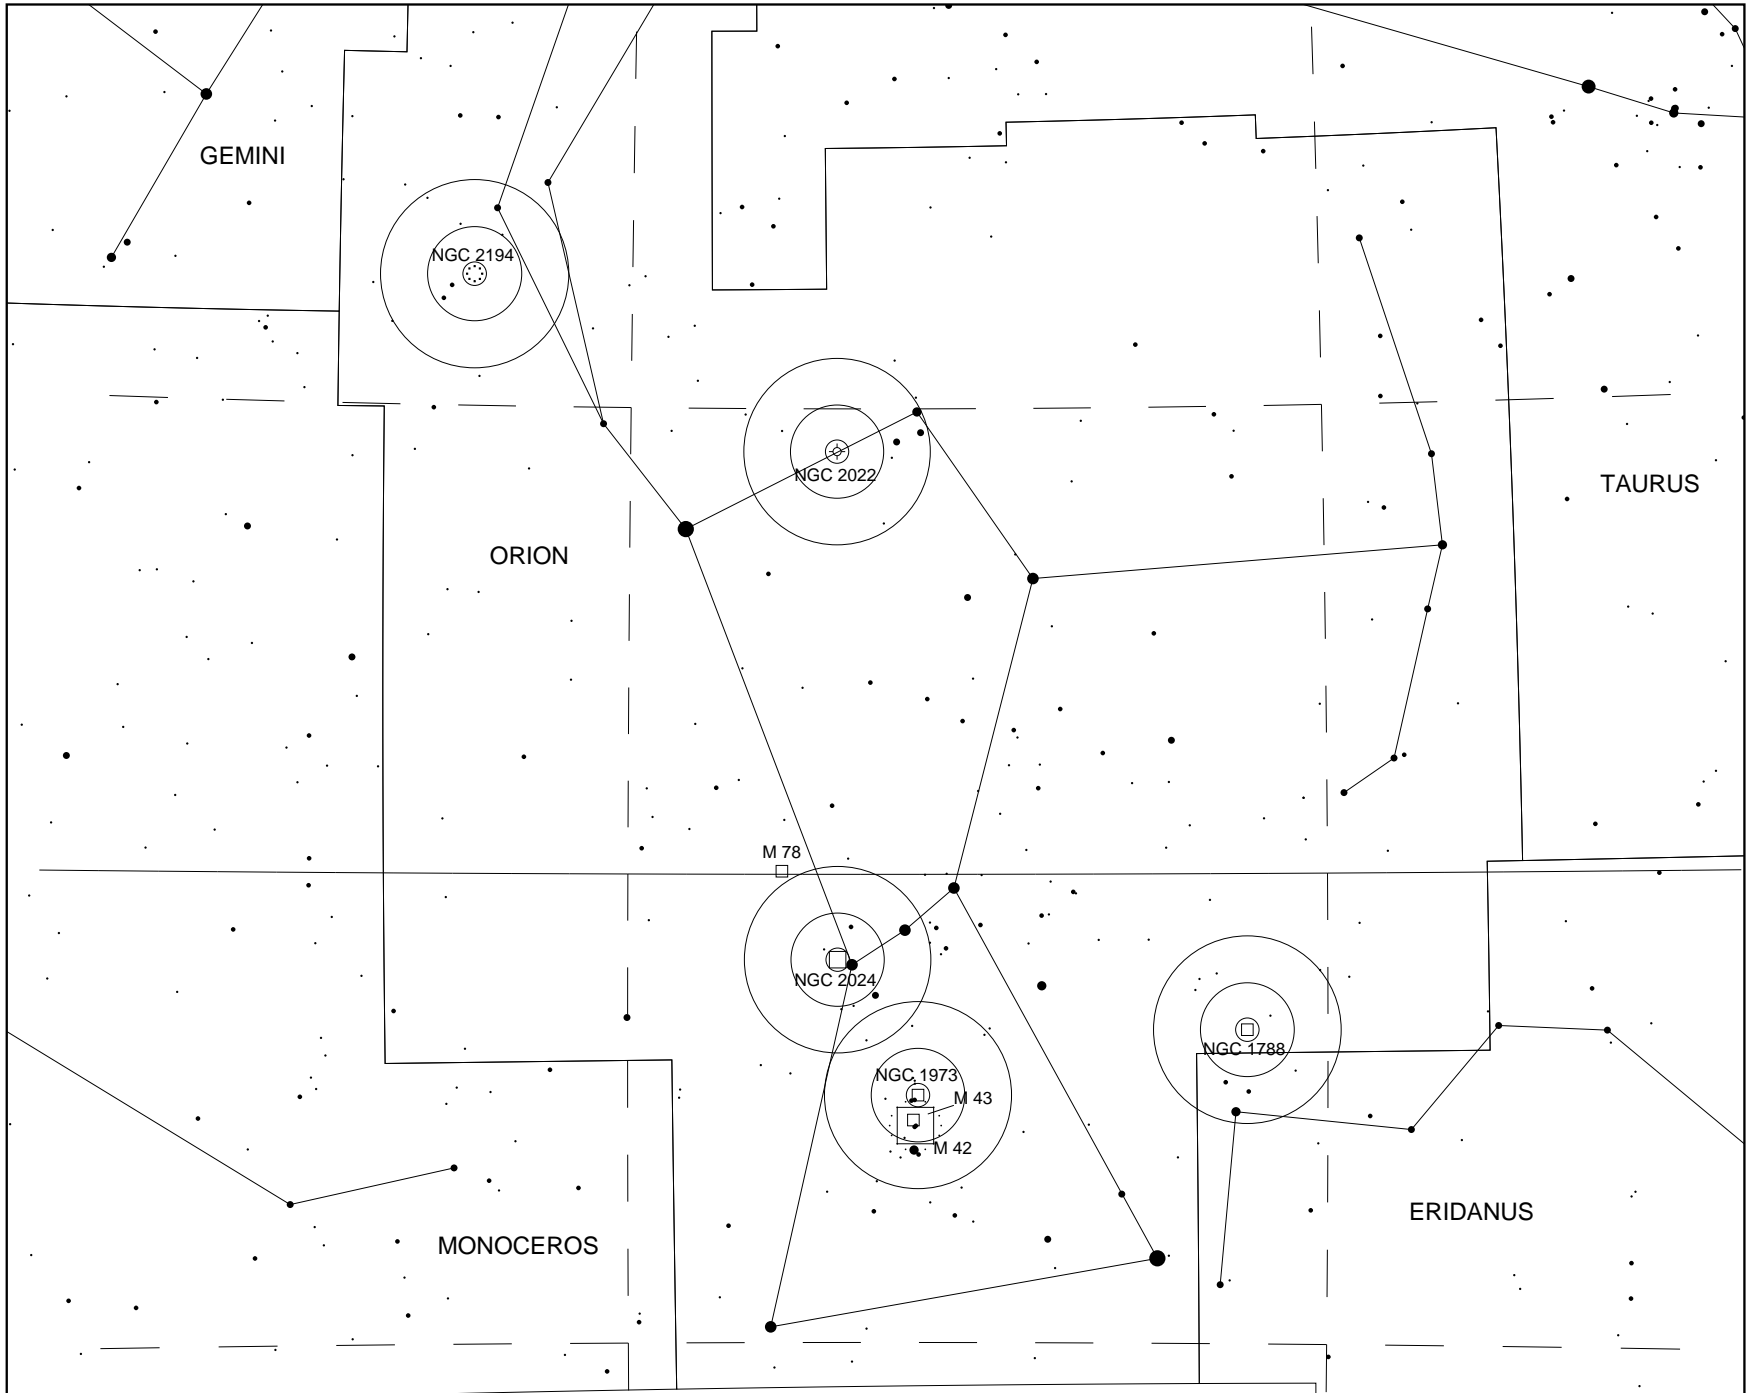 GEMINI
NGC 2194
NGC 2022
TAURUS
ORION
M 78
NGC 2024
NGC 1788
NGC 1973
M 43
M 42
ERIDANUS
MONOCEROS